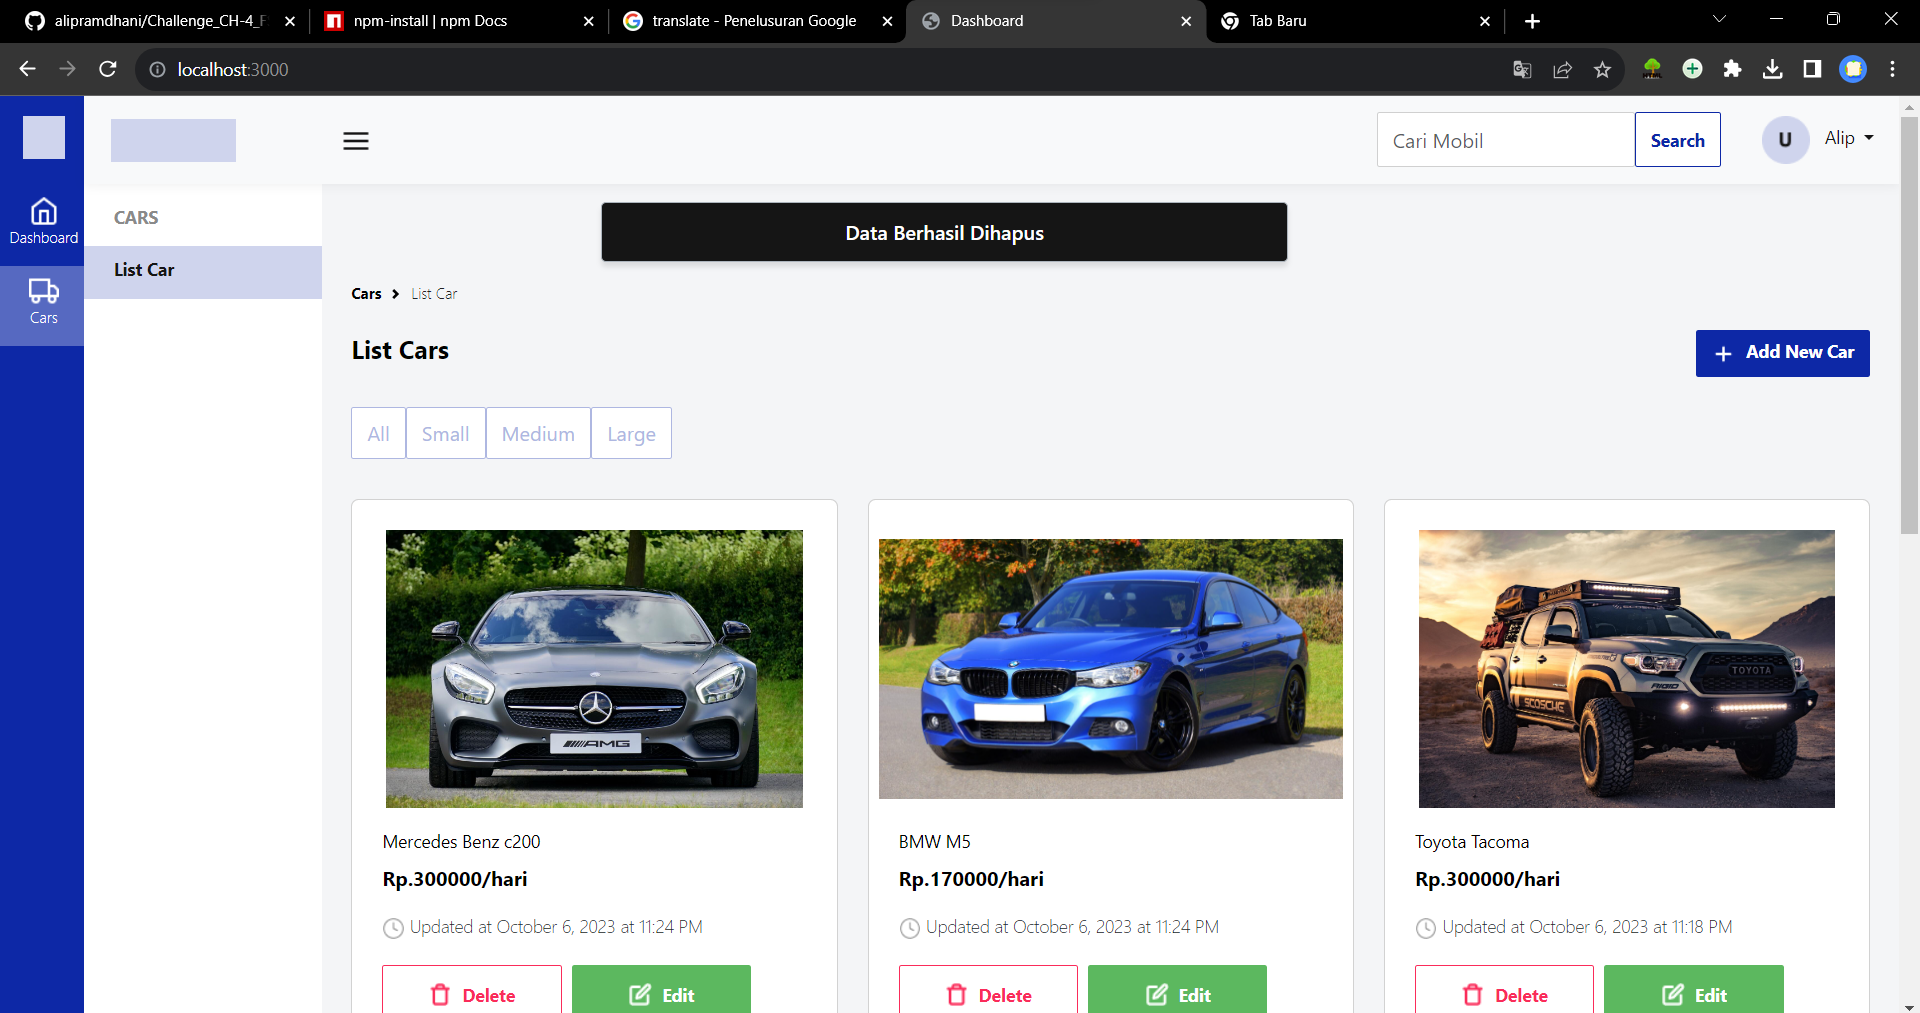 alipramdhani/Challenge_CH-4_F
npm-install | npm Docs
translate - Penelusuran Google
Dashboard
Tab Baru
localhost:3000
Cari Mobil
Search
U
Alip
Dashboard
Cars
CARS
List Car
Data Berhasil Dihapus
Cars > List Car
List Cars
+ Add New Car
All Small Medium Large
AMG
TOYOTA
RIGID
SCOSCHE
Mercedes Benz c200
Rp.300000/hari
Updated at October 6, 2023 at 11:24 PM
Delete
Edit
BMW M5
Rp.170000/hari
Updated at October 6, 2023 at 11:24 PM
Delete
Edit
Toyota Tacoma
Rp.300000/hari
Updated at October 6, 2023 at 11:18 PM
Delete
Edit